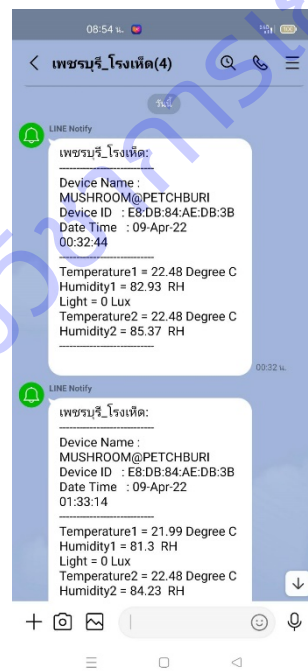 08:54 น.
เพชรบุรี_โรงเห็ด(4)
วันนี้
LINE Notify
เพชรบุรี_โรงเห็ด:
----------------------------
Device Name :
MUSHROOM@PETCHBURI
Device ID : E8:DB:84:AE:DB:3B
Date Time : 09-Apr-22
00:32:44
----------------------------
Temperature1 = 22.48 Degree C
Humidity1 = 82.93 RH
Light = 0 Lux
Temperature2 = 22.48 Degree C
Humidity2 = 85.37 RH
----------------------------
00:32 น.
LINE Notify
เพชรบุรี_โรงเห็ด:
----------------------------
Device Name :
MUSHROOM@PETCHBURI
Device ID : E8:DB:84:AE:DB:3B
Date Time : 09-Apr-22
01:33:14
----------------------------
Temperature1 = 21.99 Degree C
Humidity1 = 81.3 RH
Light = 0 Lux
Temperature2 = 22.48 Degree C
Humidity2 = 84.23 RH